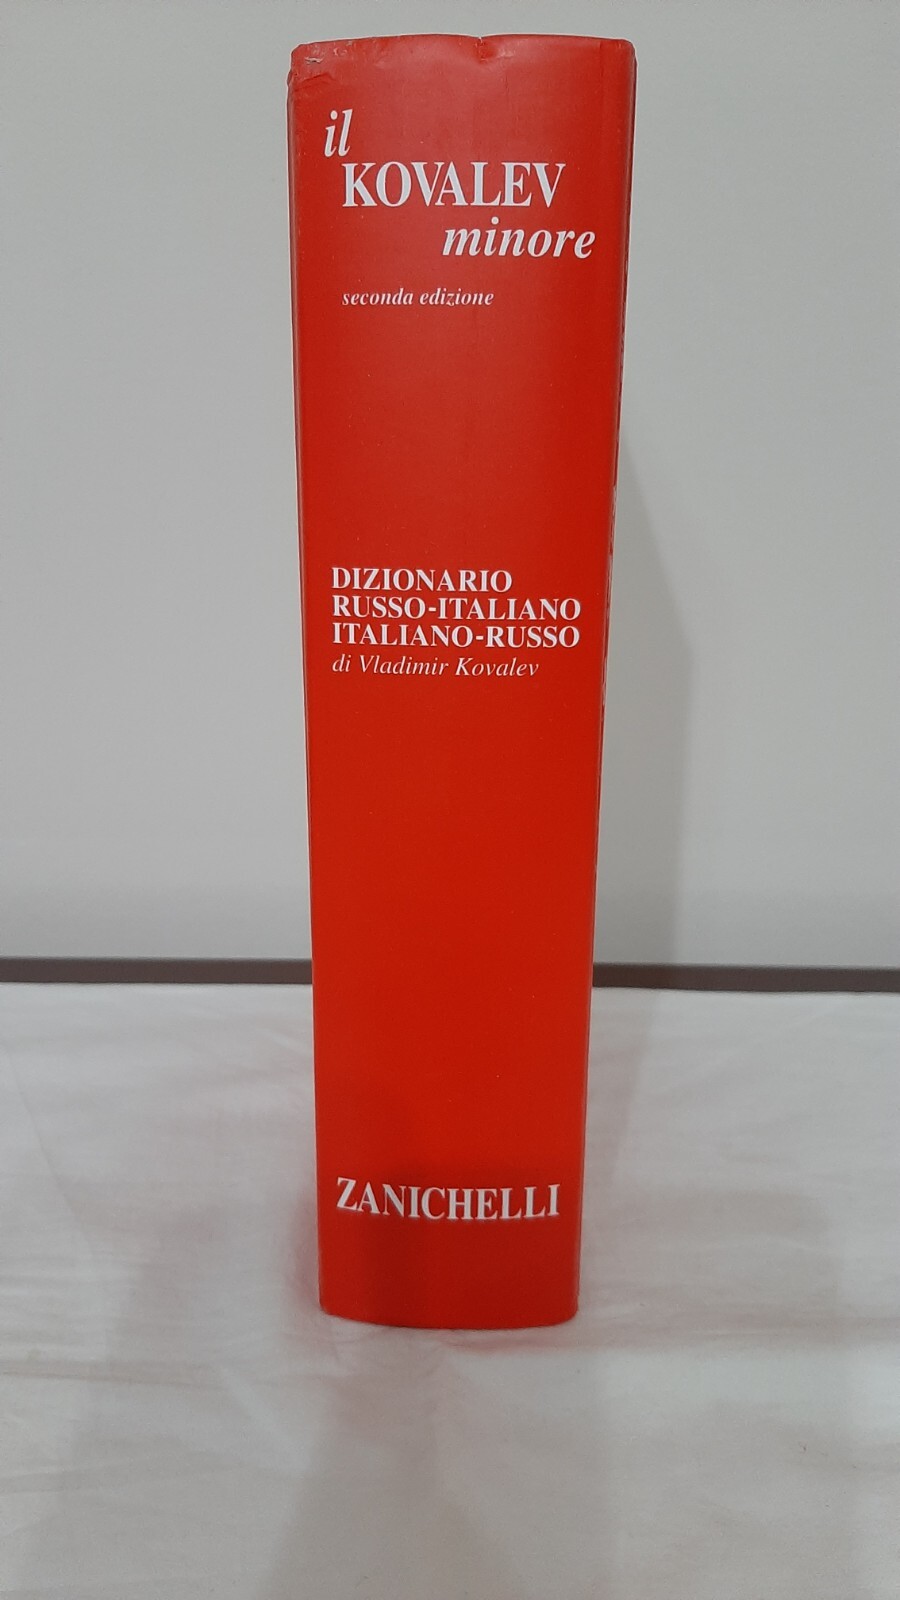 il
KOVALEV
minore
seconda edizione
DIZIONARIO
RUSSO-ITALIANO
ITALIANO-RUSSO
di Vladimir Kovalev
ZANICHELLI